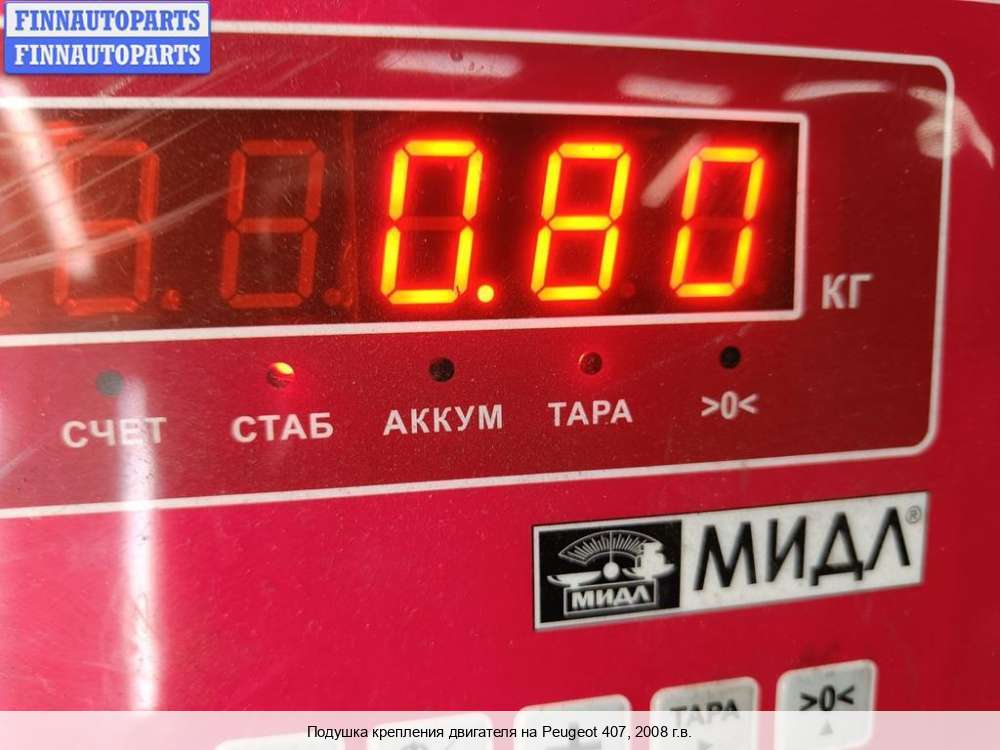 FINNAUTOPARTS
FINNAUTOPARTS
0.80
КГ
СЧЕТ СТАБ АККУМ ТАРА >0<
МИДЛ
МИДЛ®
ТАРА >0<
Подушка крепления двигателя на Peugeot 407, 2008 г.в.